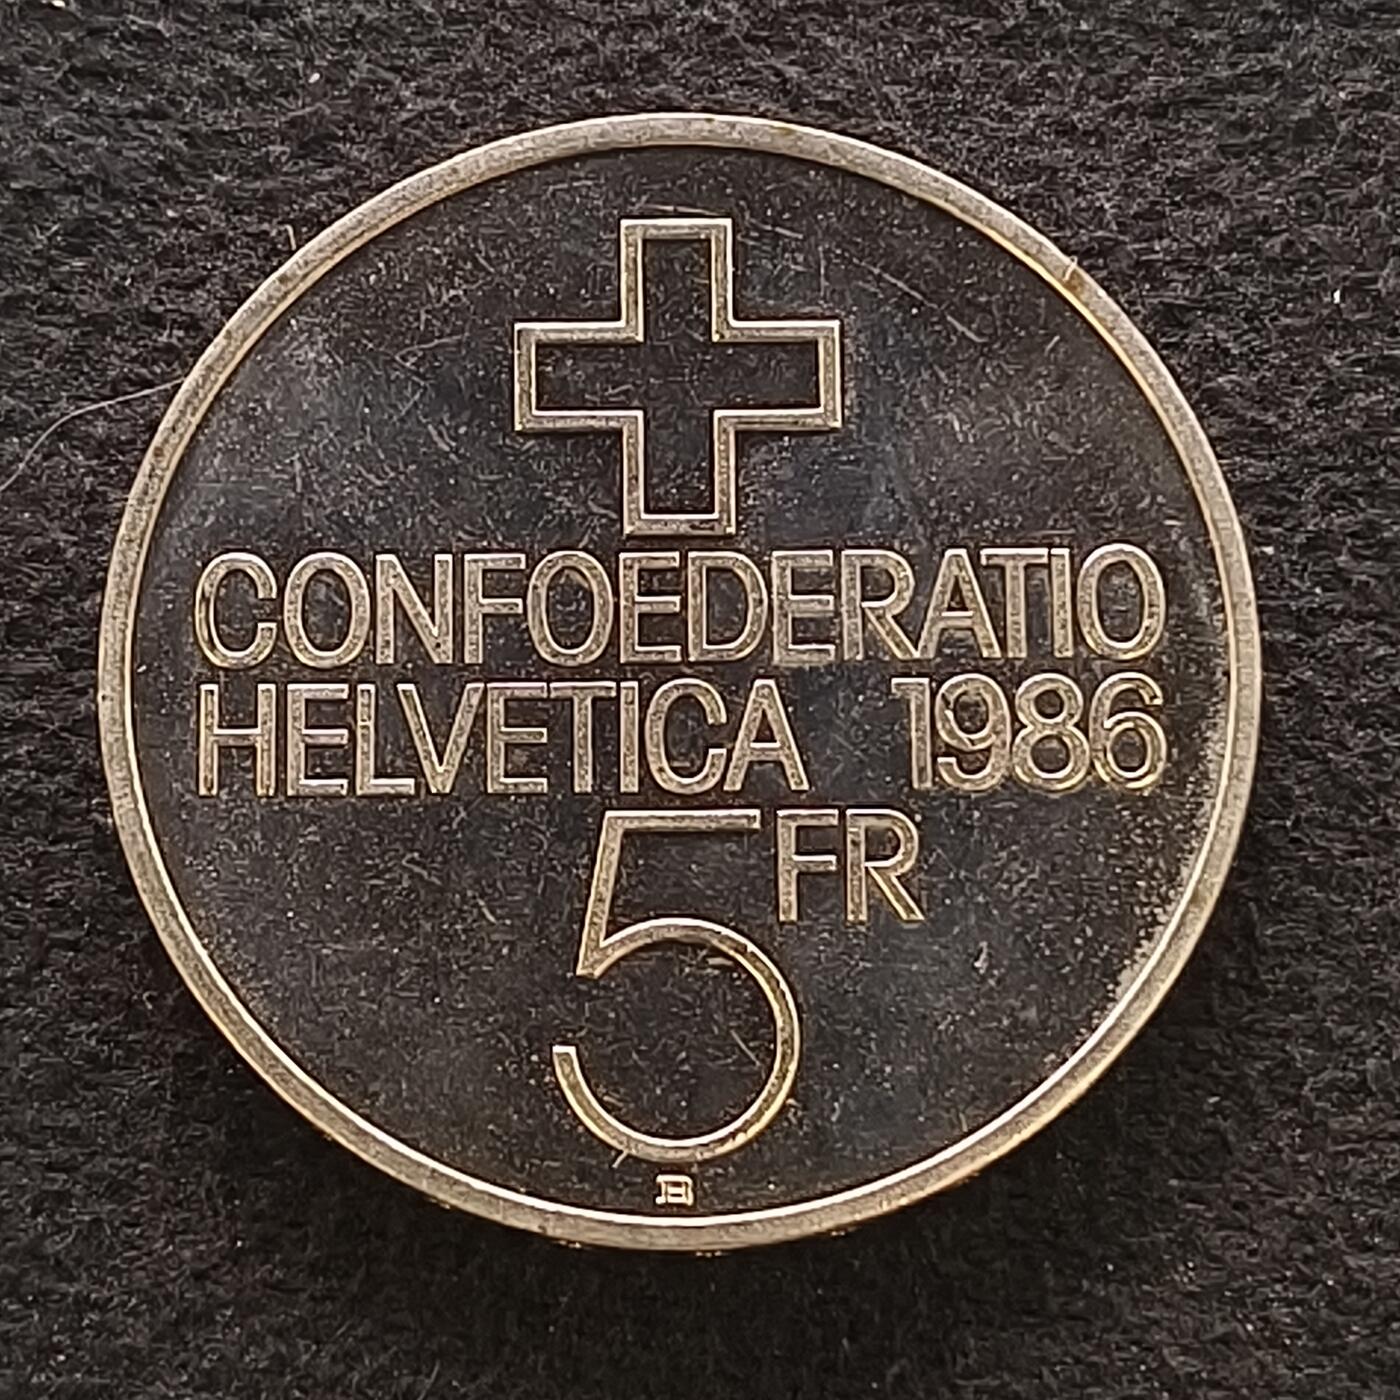 CONFOEDERATIO
HELVETICA 1986
5 FR
B